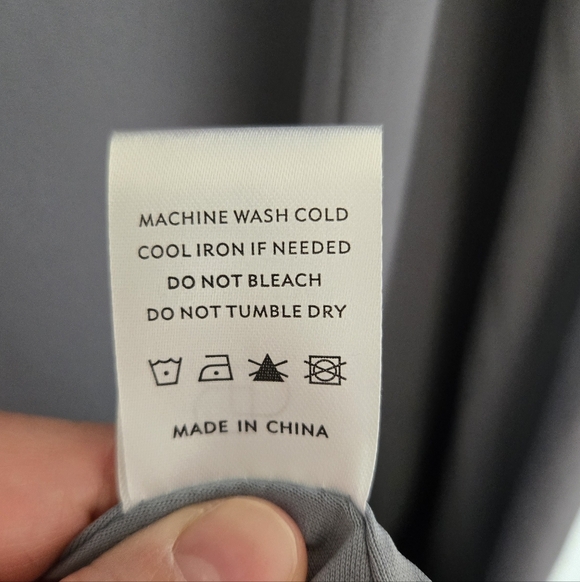 MACHINE WASH COLD
COOL IRON IF NEEDED
DO NOT BLEACH
DO NOT TUMBLE DRY
MADE IN CHINA